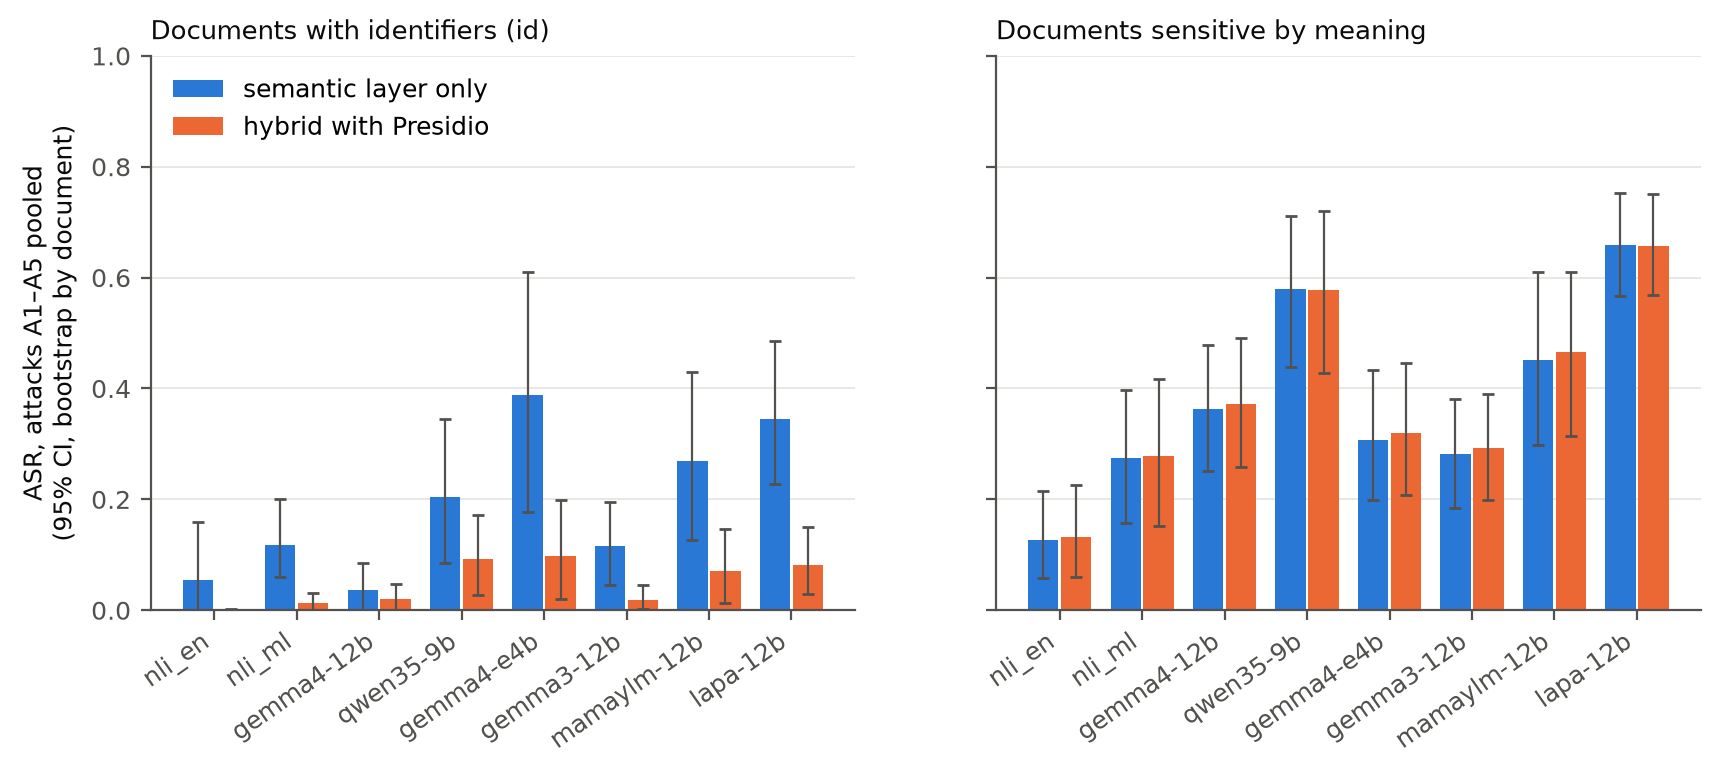 Documents with identifiers (id)
Documents sensitive by meaning
semantic layer only
hybrid with Presidio
ASR, attacks A1–A5 pooled
(95% CI, bootstrap by document)
1.0
0.8
0.6
0.4
0.2
0.0
nli_en
nli_ml
gemma4-12b
qwen35-9b
gemma4-e4b
gemma3-12b
mamaylm-12b
lapa-12b
nli_en
nli_ml
gemma4-12b
qwen35-9b
gemma4-e4b
gemma3-12b
mamaylm-12b
lapa-12b